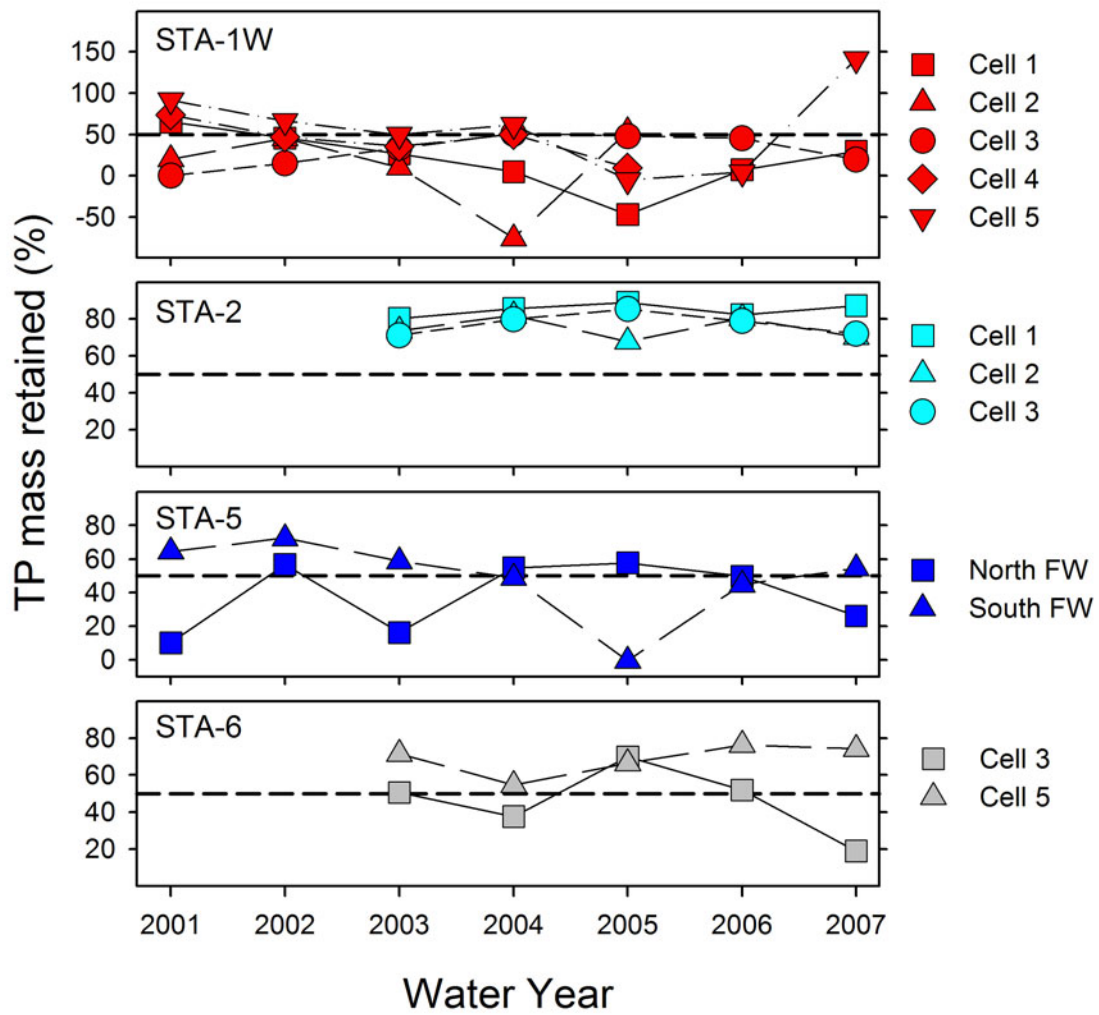 STA-1W
150
100
50
0
-50
Cell 1
Cell 2
Cell 3
Cell 4
Cell 5
STA-2
80
60
40
20
Cell 1
Cell 2
Cell 3
TP mass retained (%)
STA-5
80
60
40
20
0
North FW
South FW
STA-6
80
60
40
20
Cell 3
Cell 5
2001 2002 2003 2004 2005 2006 2007
Water Year